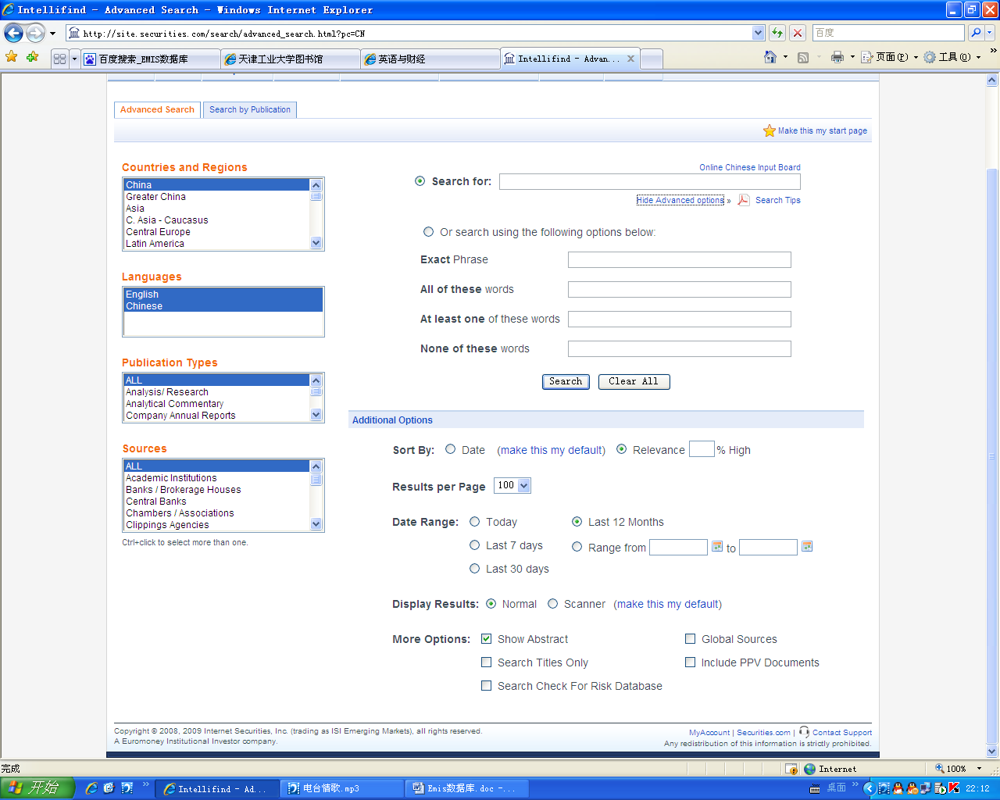 Intellifind - Advanced Search - Windows Internet Explorer
http://site.securities.com/search/advanced_search.html?pc=CN
百度
百度搜索_EMIS数据库
天津工业大学图书馆
英语与财经
Intellifind - Advan...
页面(P)
工具(O)
Advanced Search
Search by Publication
Make this my start page
Countries and Regions
China
Greater China
Asia
C. Asia - Caucasus
Central Europe
Latin America
Languages
English
Chinese
Publication Types
ALL
Analysis/ Research
Analytical Commentary
Company Annual Reports
Sources
ALL
Academic Institutions
Banks / Brokerage Houses
Central Banks
Chambers / Associations
Clippings Agencies
Ctrl+click to select more than one.
Online Chinese Input Board
Search for:
Hide Advanced options »
Search Tips
Or search using the following options below:
Exact Phrase
All of these words
At least one of these words
None of these words
Search
Clear All
Additional Options
Sort By: Date (make this my default) Relevance % High
Results per Page 100
Date Range: Today Last 12 Months
Last 7 days Range from to
Last 30 days
Display Results: Normal Scanner (make this my default)
More Options: Show Abstract Global Sources
Search Titles Only Include PPV Documents
Search Check For Risk Database
Copyright © 2008, 2009 Internet Securities, Inc. (trading as ISI Emerging Markets), all rights reserved.
A Euromoney Institutional Investor company.
MyAccount | Securities.com | Contact Support
Any redistribution of this information is strictly prohibited.
完成
Internet
100%
开始
Intellifind - Ad...
电台情歌.mp3
Emis数据库.doc -...
桌面
22:12